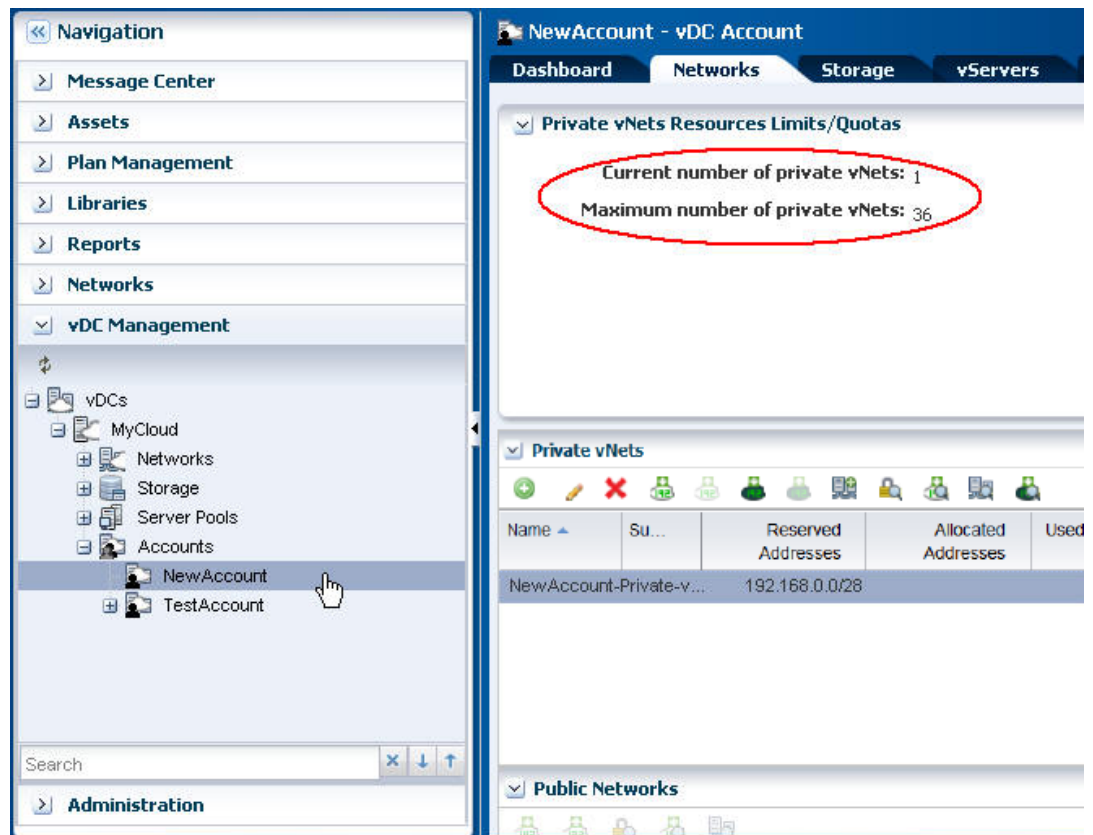 Navigation
Message Center
Assets
Plan Management
Libraries
Reports
Networks
vDC Management
vDCs
MyCloud
Networks
Storage
Server Pools
Accounts
NewAccount
TestAccount
Search
Administration
NewAccount - vDC Account
Dashboard Networks Storage vServers
Private vNets Resources Limits/Quotas
Current number of private vNets: 1
Maximum number of private vNets: 36
Private vNets
Name Su... Reserved Addresses Allocated Addresses Used
NewAccount-Private-v... 192.168.0.0/28
Public Networks